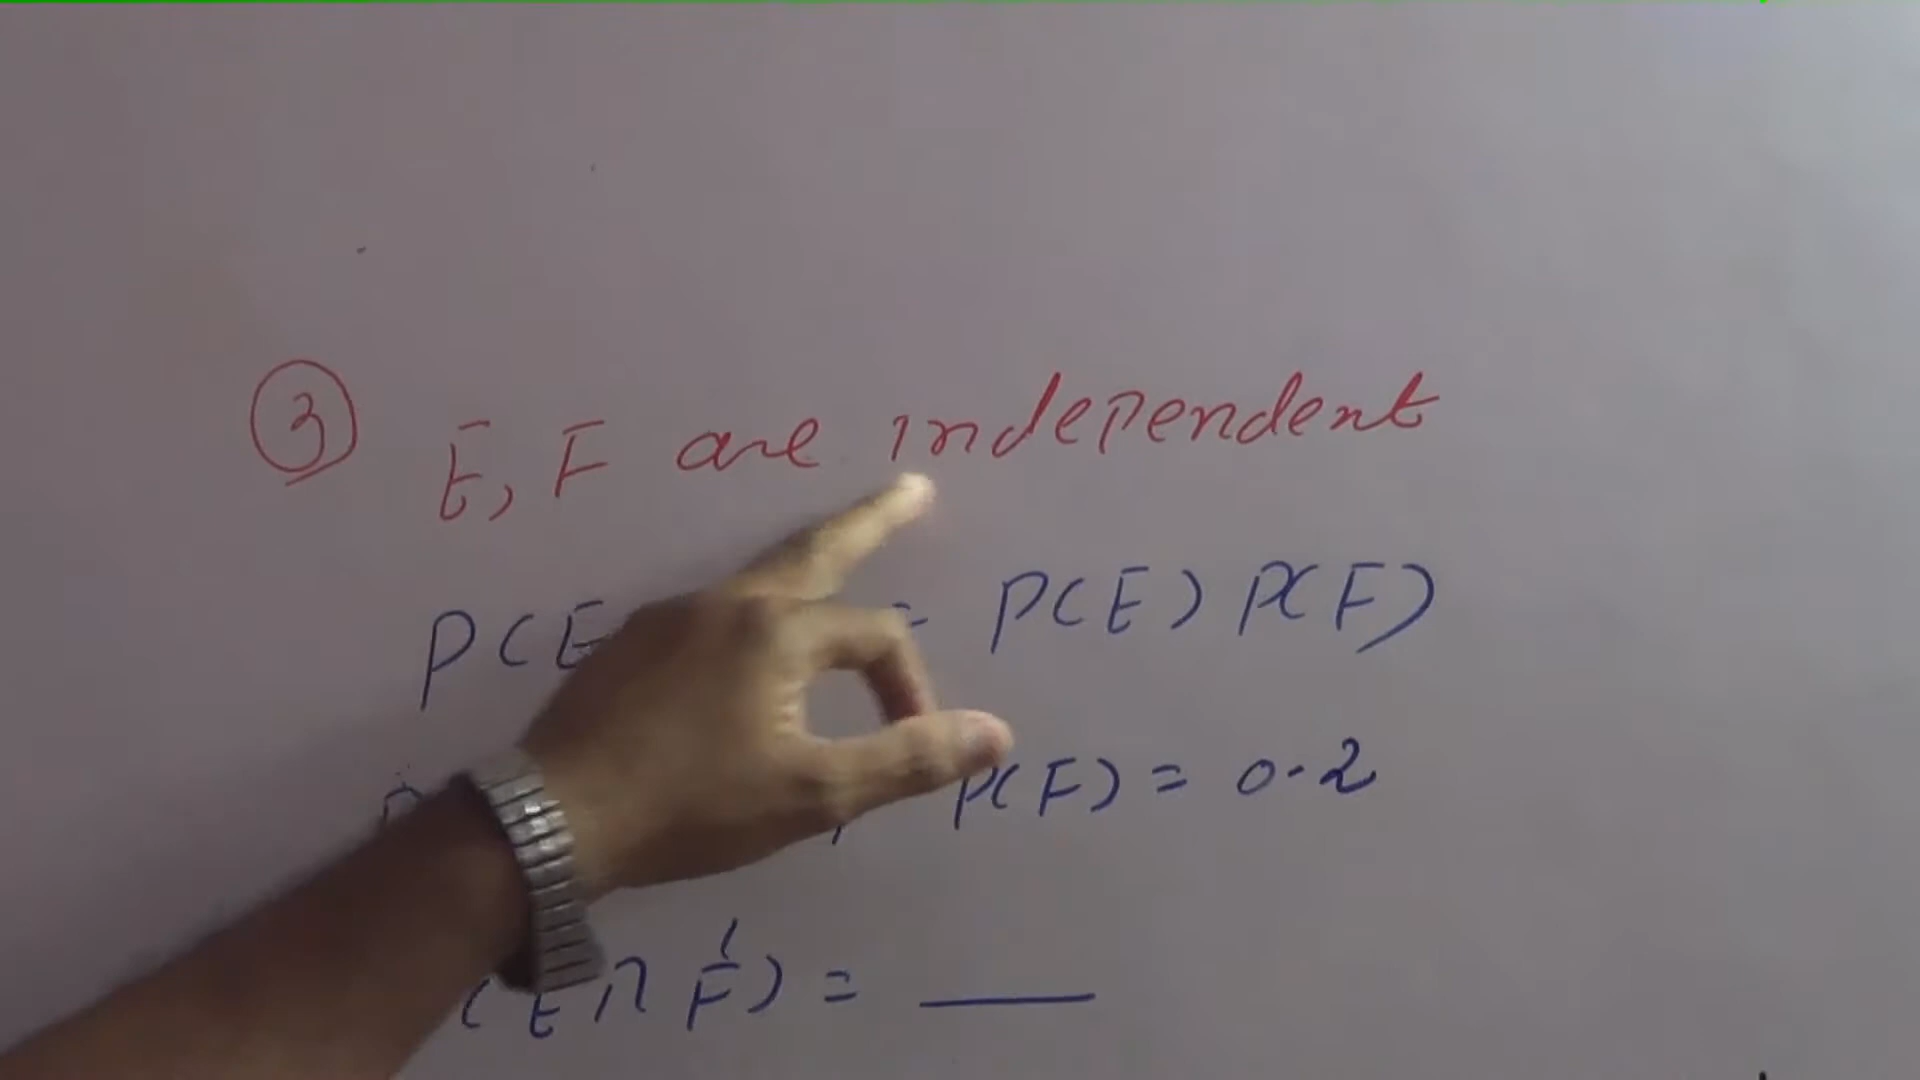 3 E, F are independent
P(E = P(E) P(F)
P(F) = 0.2
(E ∩ F') = ____